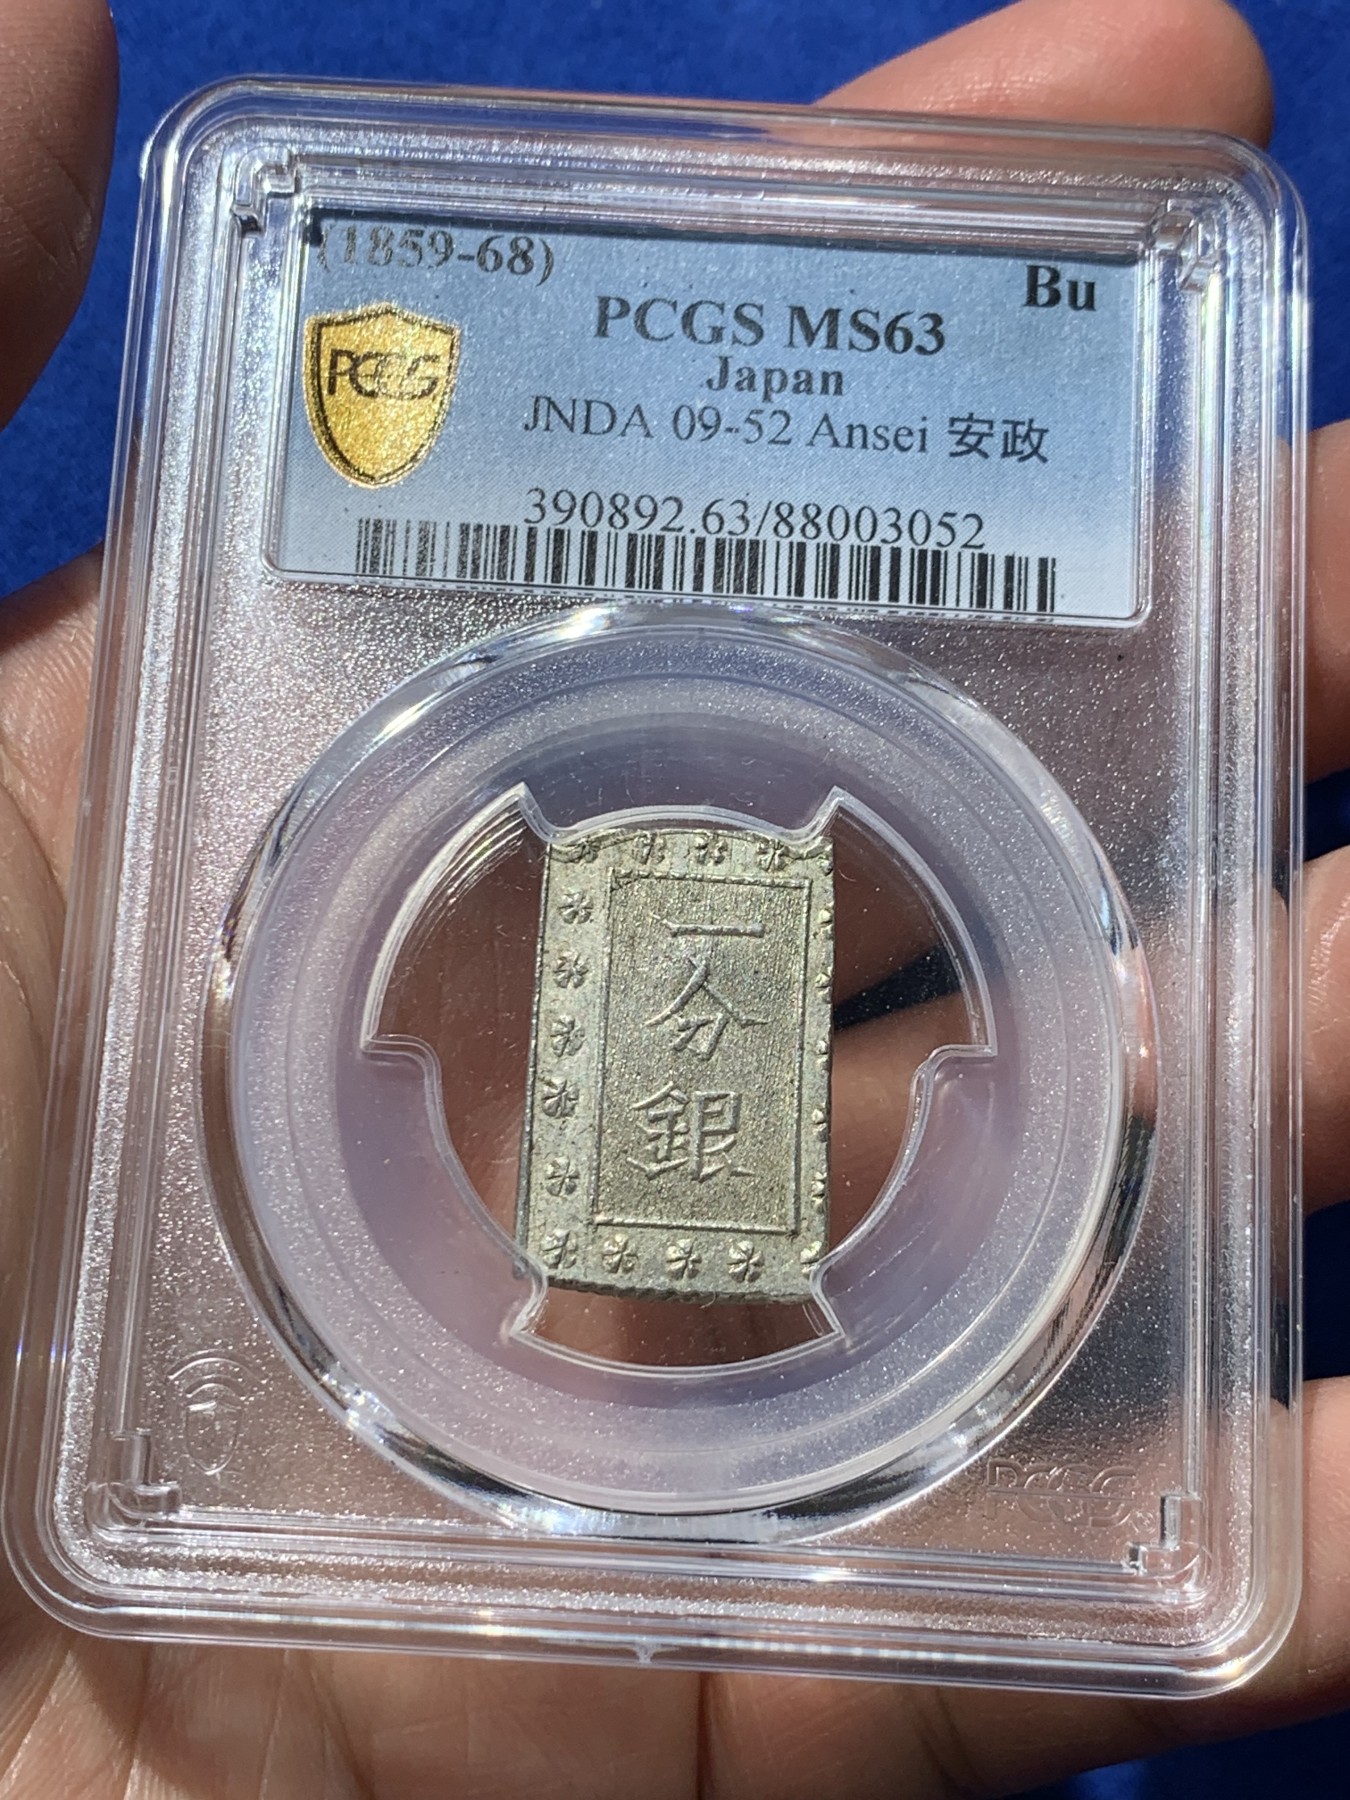 (1859-68)
Bu
PCGS MS63
PCGS
Japan
JNDA 09-52 Ansei 安政
390892.63/88003052
一
分
銀
PCGS